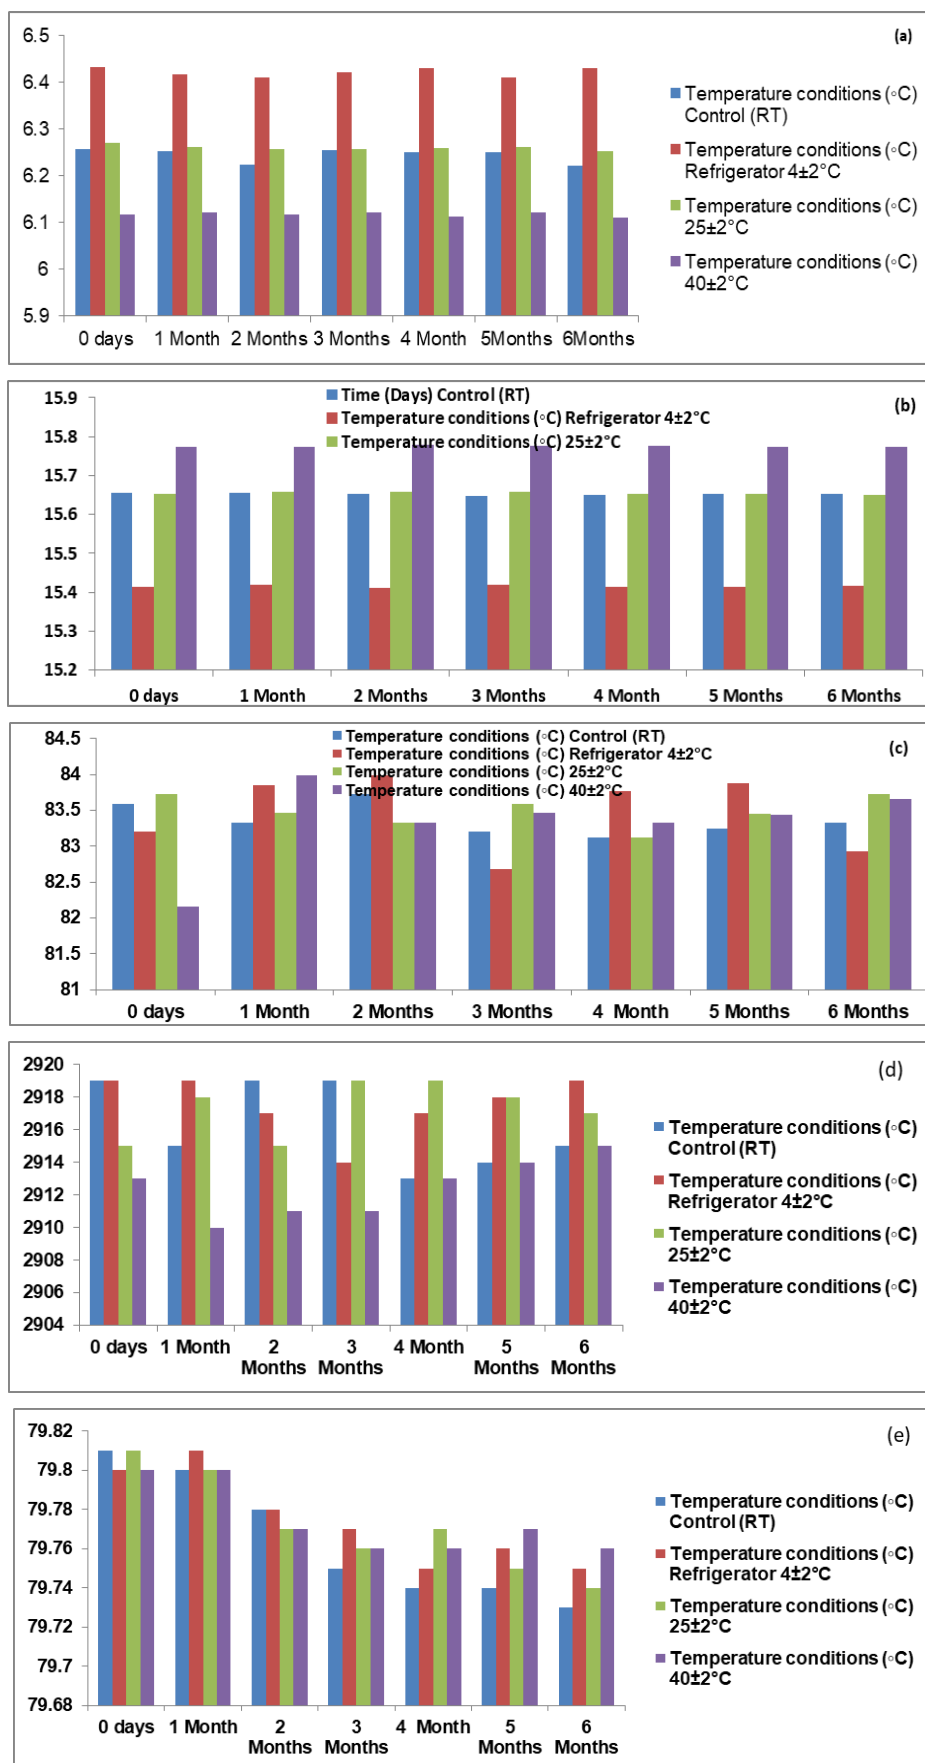 (a)
6.5
6.4
6.3
6.2
6.1
6
5.9
0 days 1 Month 2 Months 3 Months 4 Month 5Months 6Months
Temperature conditions (◦C)
Control (RT)
Temperature conditions (◦C)
Refrigerator 4±2°C
Temperature conditions (◦C)
25±2°C
Temperature conditions (◦C)
40±2°C
(b)
15.9
15.8
15.7
15.6
15.5
15.4
15.3
15.2
Time (Days) Control (RT)
Temperature conditions (◦C) Refrigerator 4±2°C
Temperature conditions (◦C) 25±2°C
0 days 1 Month 2 Months 3 Months 4 Month 5 Months 6 Months
(c)
84.5
84
83.5
83
82.5
82
81.5
81
Temperature conditions (◦C) Control (RT)
Temperature conditions (◦C) Refrigerator 4±2°C
Temperature conditions (◦C) 25±2°C
Temperature conditions (◦C) 40±2°C
0 days 1 Month 2 Months 3 Months 4 Month 5 Months 6 Months
(d)
2920
2918
2916
2914
2912
2910
2908
2906
2904
0 days 1 Month 2 3 4 Month 5 6
Months Months Months Months
Temperature conditions (◦C)
Control (RT)
Temperature conditions (◦C)
Refrigerator 4±2°C
Temperature conditions (◦C)
25±2°C
Temperature conditions (◦C)
40±2°C
(e)
79.82
79.8
79.78
79.76
79.74
79.72
79.7
79.68
0 days 1 Month 2 3 4 Month 5 6
Months Months Months Months
Temperature conditions (◦C)
Control (RT)
Temperature conditions (◦C)
Refrigerator 4±2°C
Temperature conditions (◦C)
25±2°C
Temperature conditions (◦C)
40±2°C